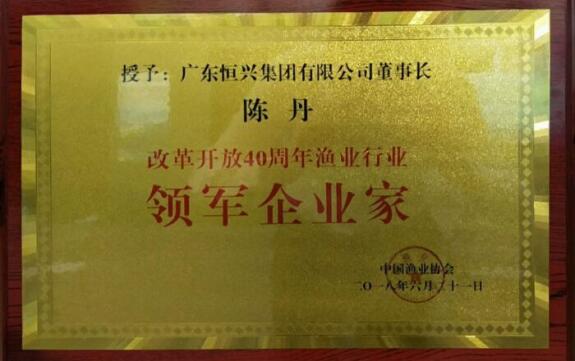 授予：广东恒兴集团有限公司董事长
陈丹
改革开放40周年渔业行业
领军企业家
中国渔业协会
二〇一八年六月二十一日